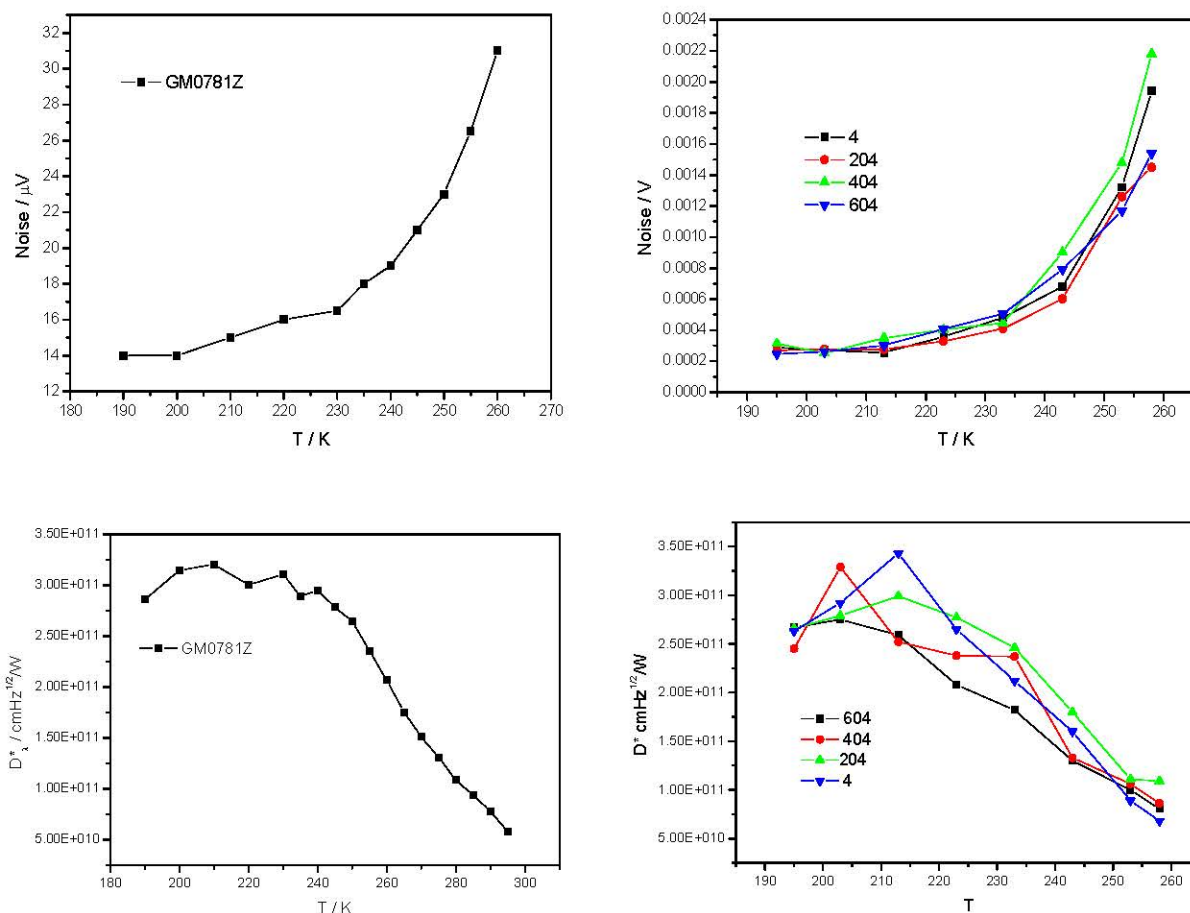 Noise / μV
32
30
28
26
24
22
20
18
16
14
12
GM0781Z
180 190 200 210 220 230 240 250 260 270
T / K
Noise / V
0.0024
0.0022
0.0020
0.0018
0.0016
0.0014
0.0012
0.0010
0.0008
0.0006
0.0004
0.0002
0.0000
4
204
404
604
190 200 210 220 230 240 250 260
T / K
D*λ / cmHz1/2/W
3.50E+011
3.00E+011
2.50E+011
2.00E+011
1.50E+011
1.00E+011
5.00E+010
GM0781Z
180 200 220 240 260 280 300
T / K
D* cmHz1/2/W
3.50E+011
3.00E+011
2.50E+011
2.00E+011
1.50E+011
1.00E+011
5.00E+010
604
404
204
4
190 200 210 220 230 240 250 260
T